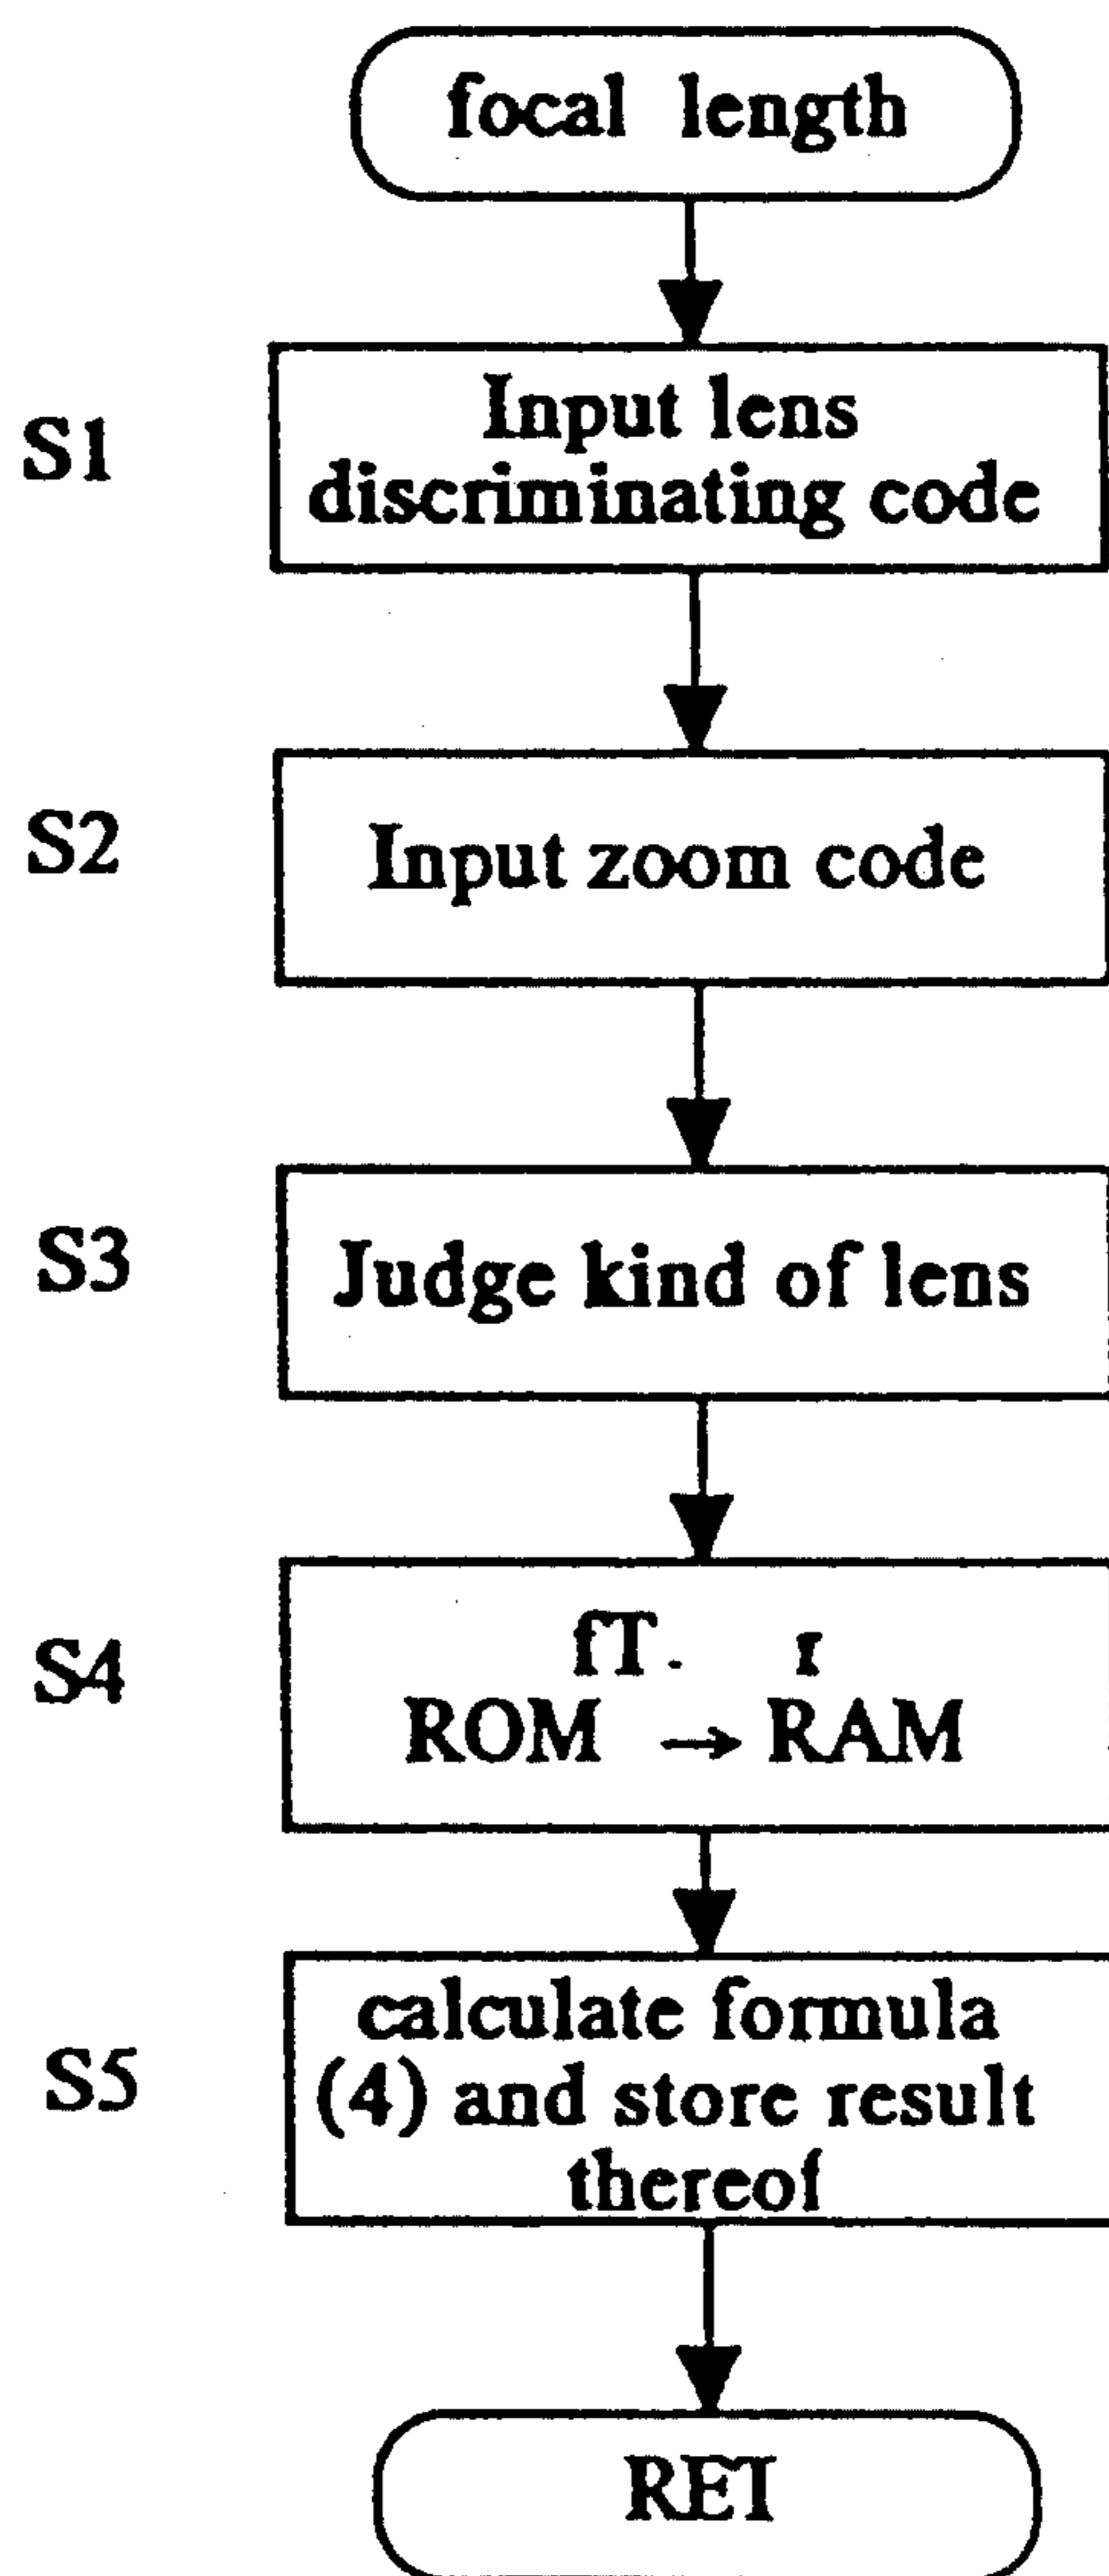 focal length
S1
Input lens
discriminating code
S2
Input zoom code
S3
Judge kind of lens
S4
fT. r
ROM → RAM
S5
calculate formula
(4) and store result
thereof
RET